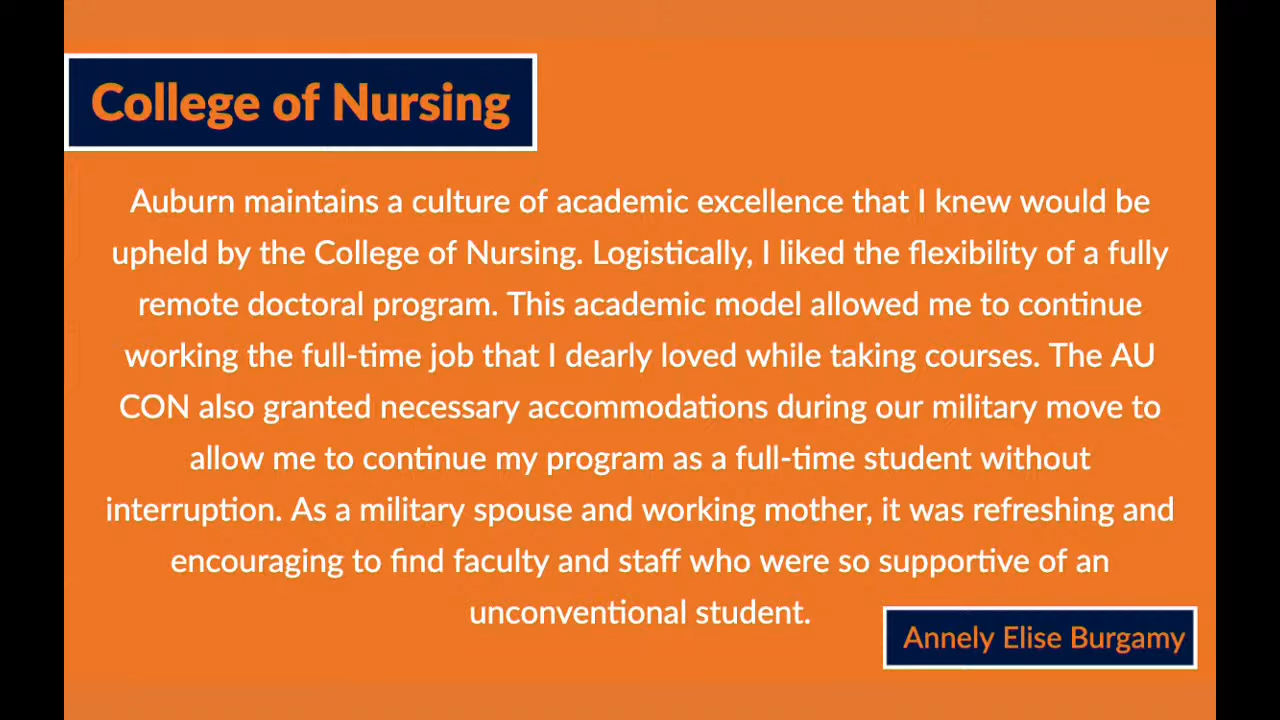 College of Nursing
Auburn maintains a culture of academic excellence that I knew would be
upheld by the College of Nursing. Logistically, I liked the flexibility of a fully
remote doctoral program. This academic model allowed me to continue
working the full-time job that I dearly loved while taking courses. The AU
CON also granted necessary accommodations during our military move to
allow me to continue my program as a full-time student without
interruption. As a military spouse and working mother, it was refreshing and
encouraging to find faculty and staff who were so supportive of an
unconventional student.
Annely Elise Burgamy